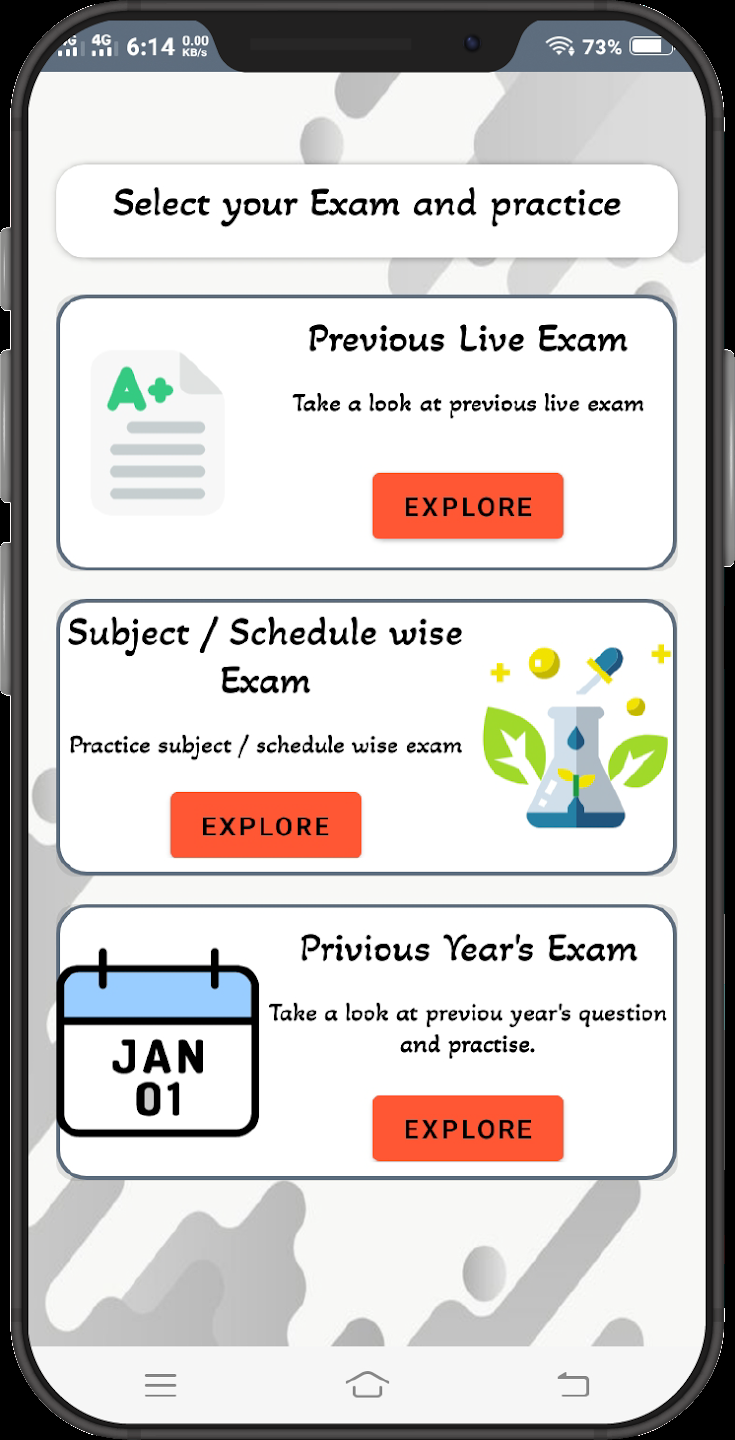 4G 6:14 0.00 KB/s 73%
Select your Exam and practice
A+
Previous Live Exam
Take a look at previous live exam
EXPLORE
Subject / Schedule wise
Exam
Practice subject / schedule wise exam
EXPLORE
JAN
01
Privious Year's Exam
Take a look at previou year's question
and practise.
EXPLORE